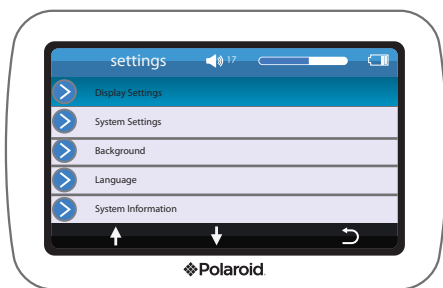 settings 17
Display Settings
System Settings
Background
Language
System Information
Polaroid